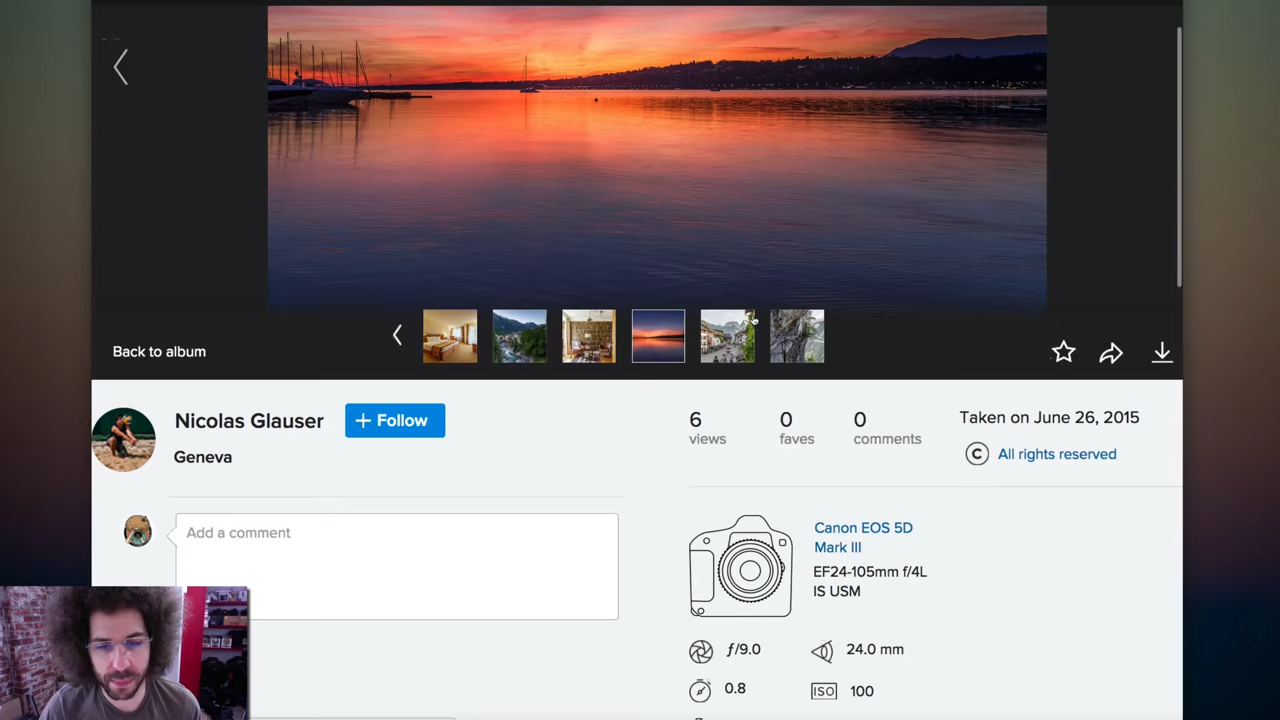 Back to album
Nicolas Glauser
+ Follow
Geneva
6
views
0
faves
0
comments
Taken on June 26, 2015
C All rights reserved
Add a comment
Canon EOS 5D
Mark III
EF24-105mm f/4L
IS USM
ƒ/9.0
24.0 mm
0.8
ISO 100